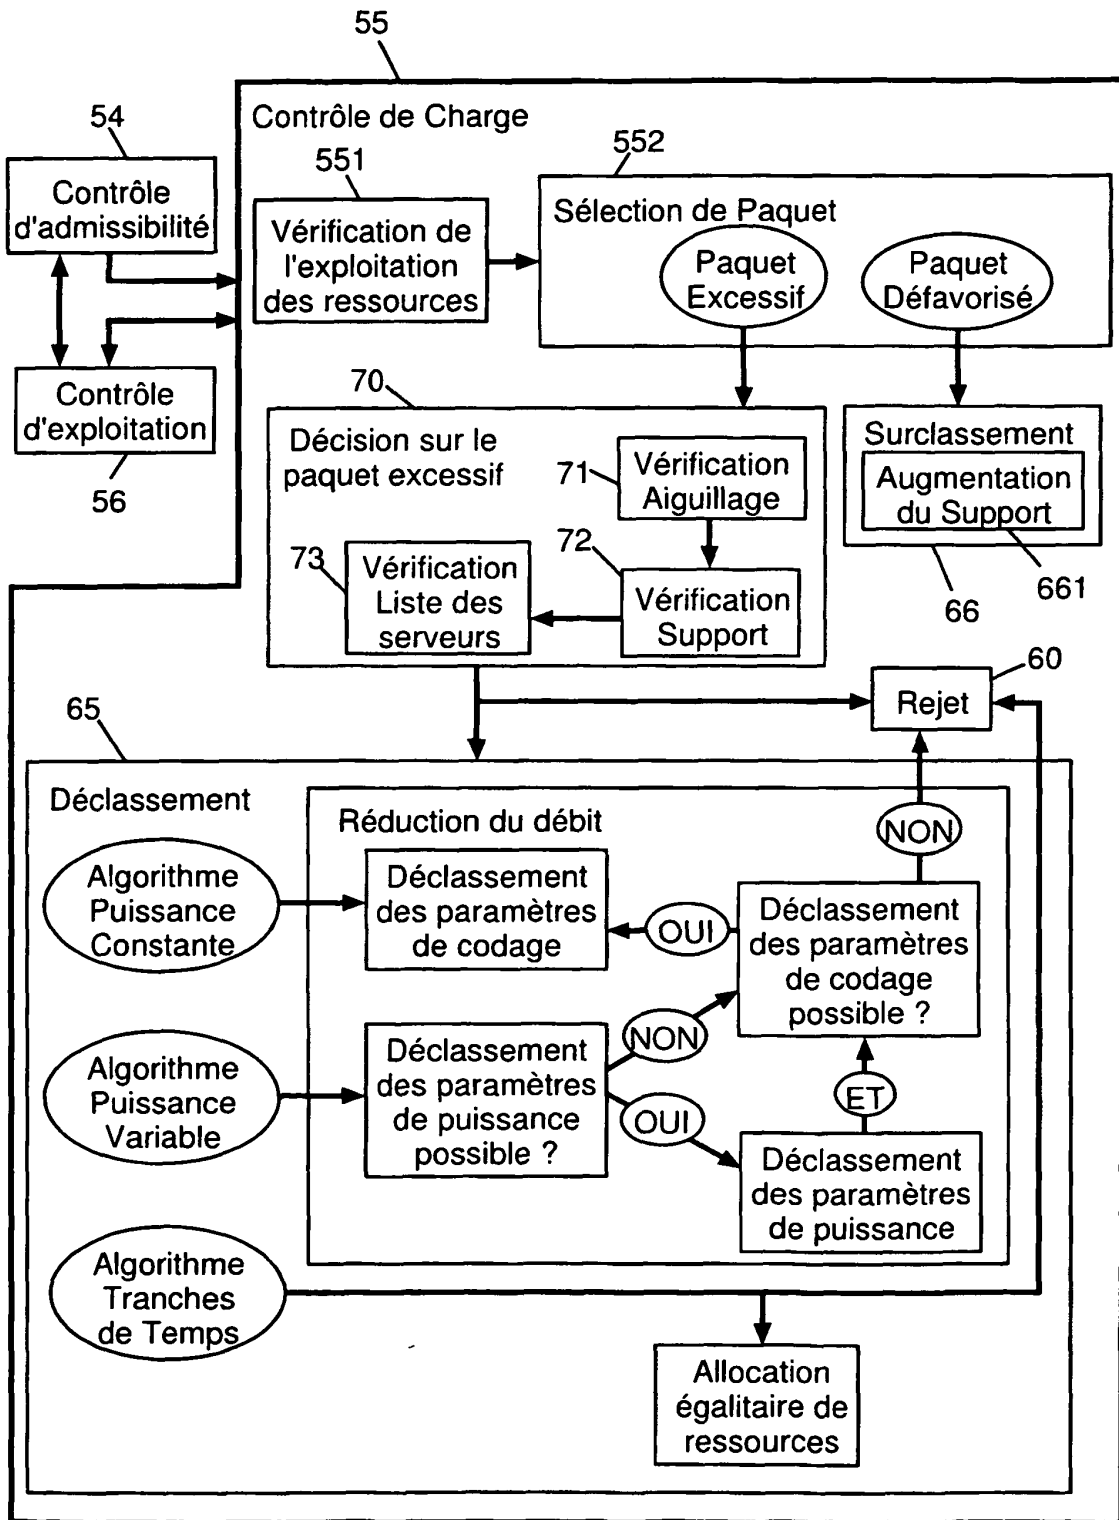 55
Contrôle de Charge
54
Contrôle
d'admissibilité
551
Vérification de
l'exploitation
des ressources
552
Sélection de Paquet
Paquet
Excessif
Paquet
Défavorisé
Contrôle
d'exploitation
56
70
Décision sur le
paquet excessif
71
Vérification
Aiguillage
72
Vérification
Support
73
Vérification
Liste des
serveurs
Surclassement
Augmentation
du Support
661
66
60
Rejet
65
Déclassement
Réduction du débit
NON
Algorithme
Puissance
Constante
Déclassement
des paramètres
de codage
OUI
Déclassement
des paramètres
de codage
possible ?
Algorithme
Puissance
Variable
Déclassement
des paramètres
de puissance
possible ?
NON
OUI
ET
Déclassement
des paramètres
de puissance
Algorithme
Tranches
de Temps
Allocation
égalitaire de
ressources